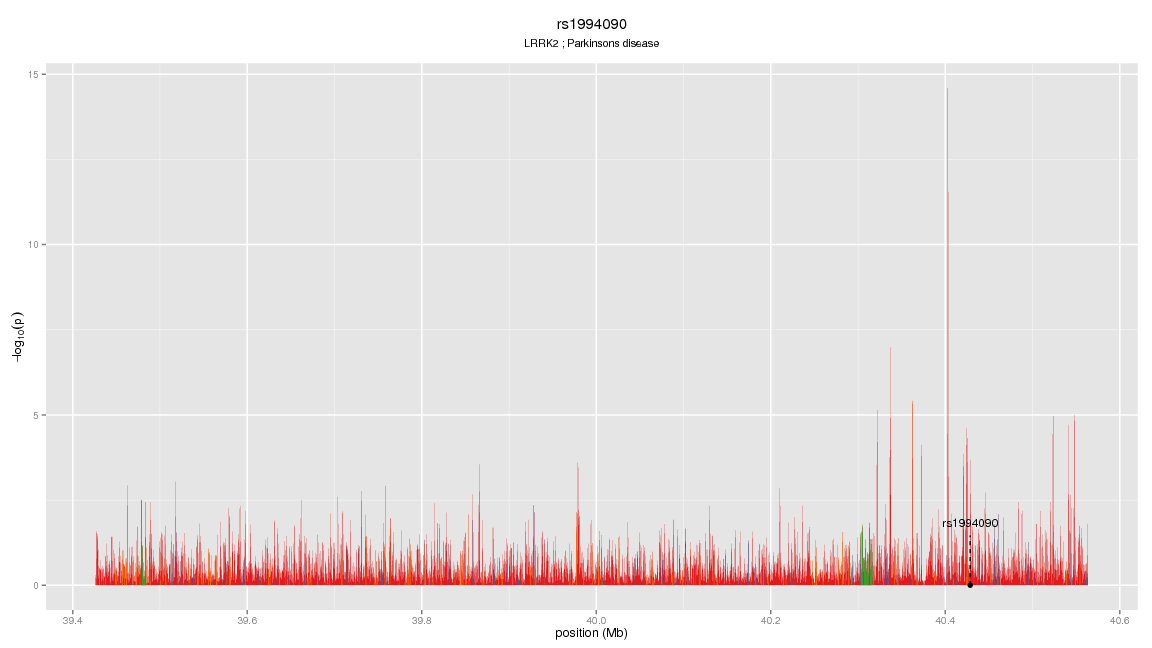 rs1994090
LRRK2 ; Parkinsons disease
15
10
5
0
−log10(p)
rs1994090
39.4 39.6 39.8 40.0 40.2 40.4 40.6
position (Mb)